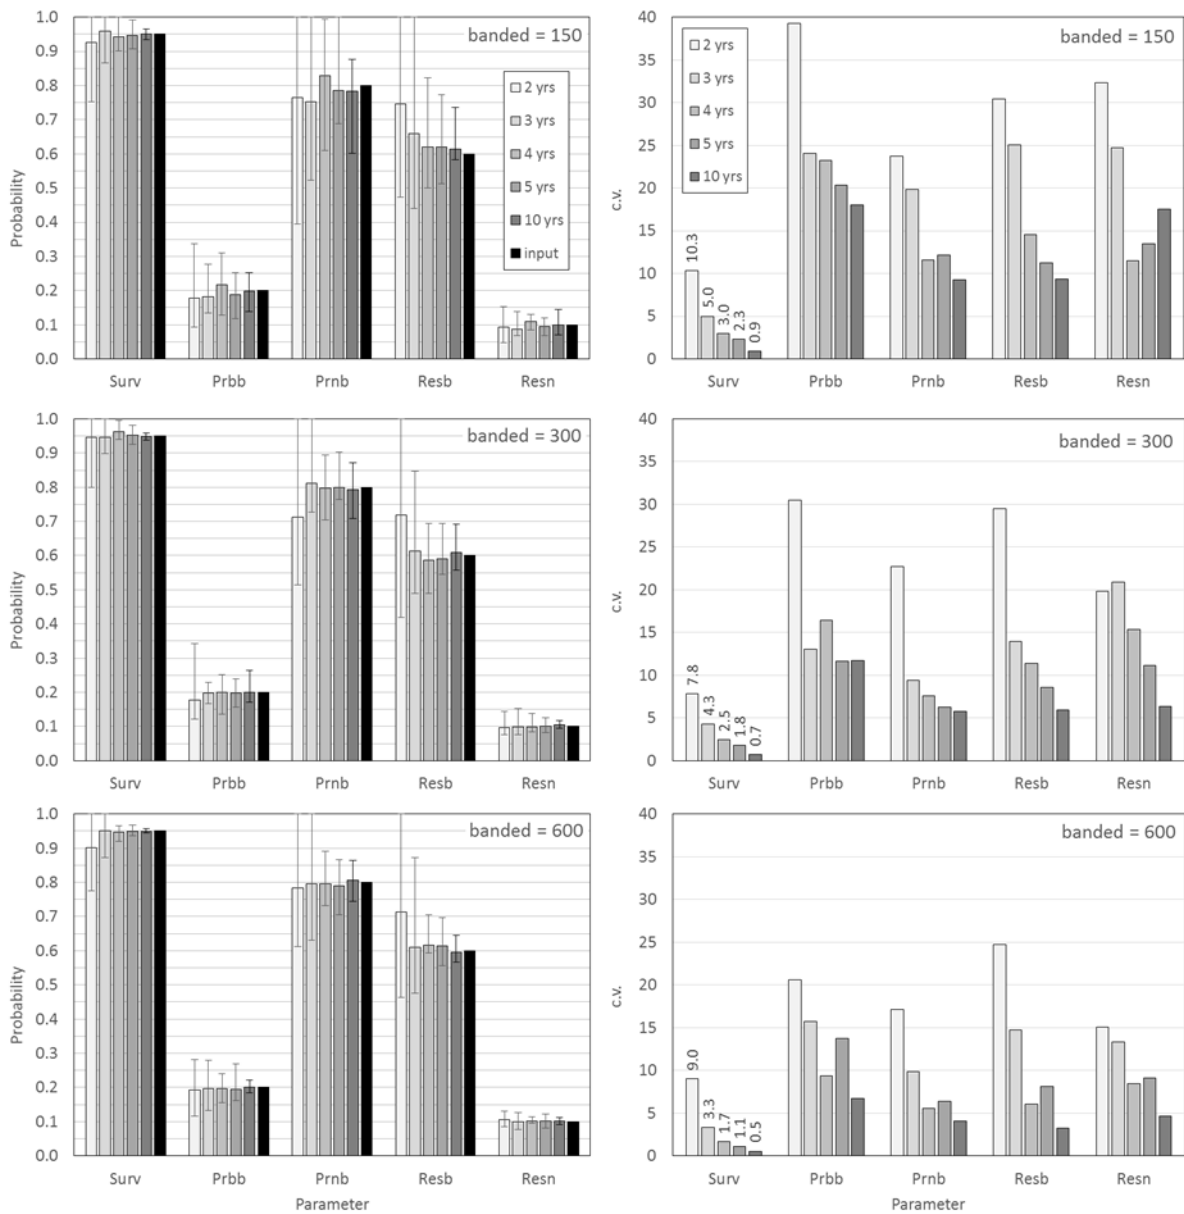 1.0
0.9
0.8
0.7
0.6
0.5
0.4
0.3
0.2
0.1
0.0
Probability
banded = 150
2 yrs
3 yrs
4 yrs
5 yrs
10 yrs
input
Surv Prbb Prnb Resb Resn
40
35
30
25
20
15
10
5
0
c.v.
banded = 150
2 yrs
3 yrs
4 yrs
5 yrs
10 yrs
10.3 5.0 3.0 2.3 0.9
Surv Prbb Prnb Resb Resn
1.0
0.9
0.8
0.7
0.6
0.5
0.4
0.3
0.2
0.1
0.0
Probability
banded = 300
Surv Prbb Prnb Resb Resn
40
35
30
25
20
15
10
5
0
c.v.
banded = 300
7.8 4.3 2.5 1.8 0.7
Surv Prbb Prnb Resb Resn
1.0
0.9
0.8
0.7
0.6
0.5
0.4
0.3
0.2
0.1
0.0
Probability
banded = 600
Surv Prbb Prnb Resb Resn
Parameter
40
35
30
25
20
15
10
5
0
c.v.
banded = 600
9.0 3.3 1.7 1.1 0.5
Surv Prbb Prnb Resb Resn
Parameter